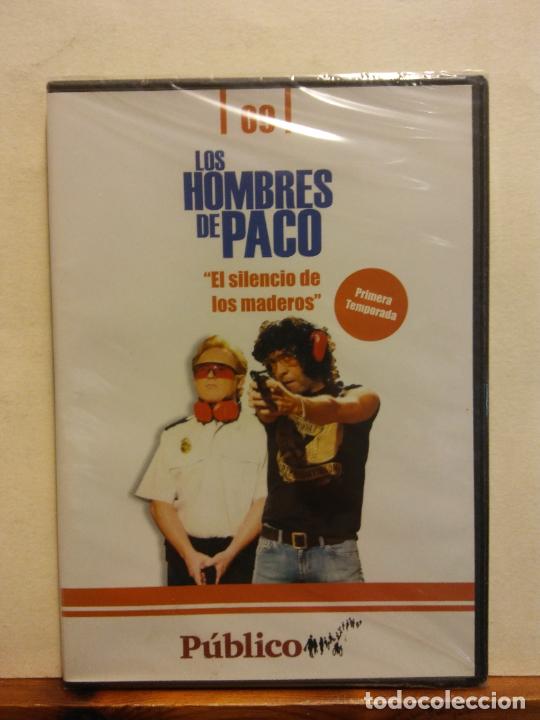 09
LOS
HOMBRES
DE PACO
"El silencio de
los maderos"
Primera
Temporada
Público
todocoleccion